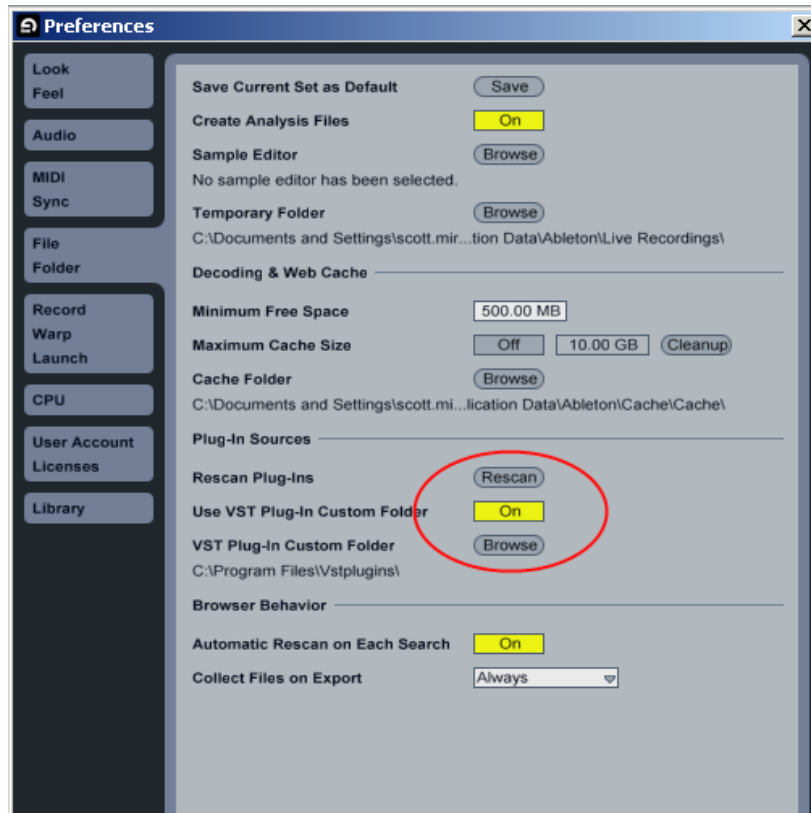 Preferences
Look
Feel
Audio
MIDI
Sync
File
Folder
Record
Warp
Launch
CPU
User Account
Licenses
Library
Save Current Set as Default Save
Create Analysis Files On
Sample Editor Browse
No sample editor has been selected.
Temporary Folder Browse
C:\Documents and Settings\scott.mir...tion Data\Ableton\Live Recordings\
Decoding & Web Cache
Minimum Free Space 500.00 MB
Maximum Cache Size Off 10.00 GB Cleanup
Cache Folder Browse
C:\Documents and Settings\scott.mi...lication Data\Ableton\Cache\Cache\
Plug-In Sources
Rescan Plug-Ins Rescan
Use VST Plug-In Custom Folder On
VST Plug-In Custom Folder Browse
C:\Program Files\Vstplugins\
Browser Behavior
Automatic Rescan on Each Search On
Collect Files on Export Always